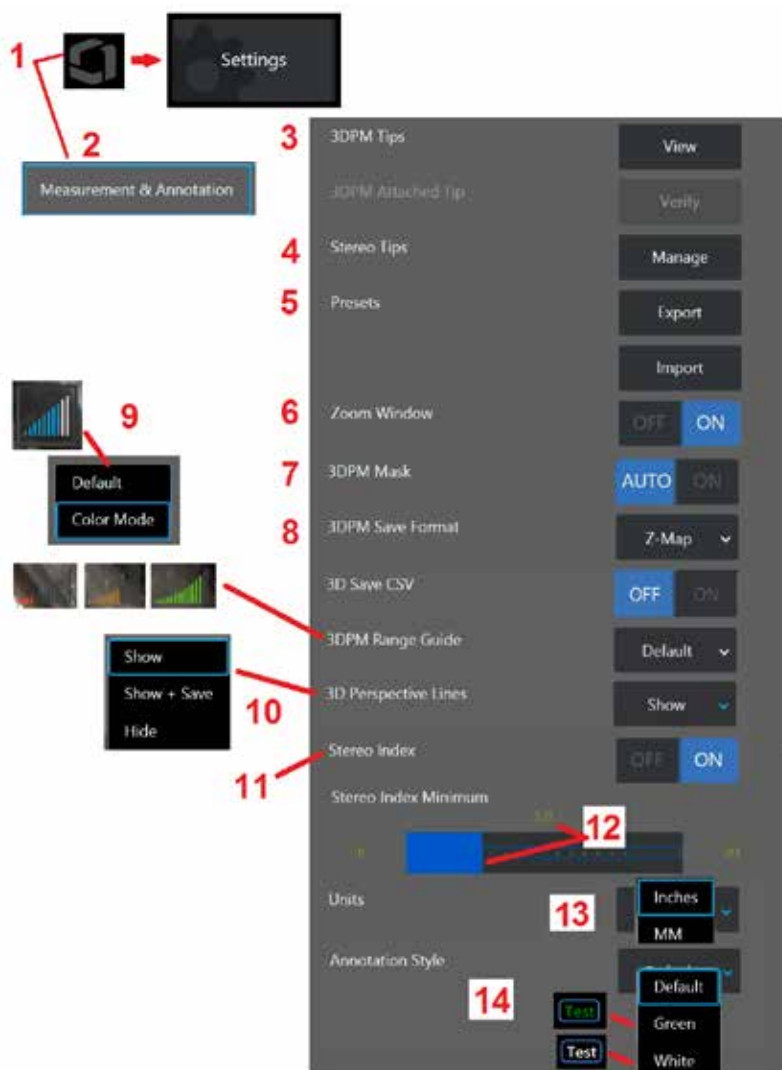 1
Settings
2
Measurement & Annotation
3 3DPM Tips View
3DPM Attached Tip Verify
4 Stereo Tips Manage
5 Presets Export
Import
6 Zoom Window OFF ON
7 3DPM Mask AUTO ON
8 3DPM Save Format Z-Map
3D Save CSV OFF ON
9
Default
Color Mode
3DPM Range Guide Default
10
Show
Show + Save
Hide
3D Perspective Lines Show
11 Stereo Index OFF ON
Stereo Index Minimum
12
Units
13
Inches
MM
Annotation Style
14
Default
Test Green
Test White